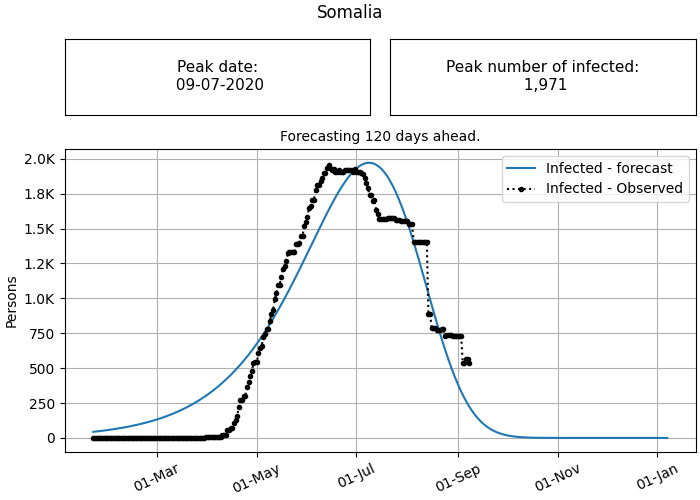 Somalia
Peak date:
09-07-2020
Peak number of infected:
1,971
Forecasting 120 days ahead.
Infected - forecast
Infected - Observed
2.0K
1.8K
1.5K
1.2K
1.0K
750
500
250
0
Persons
01-Mar
01-May
01-Jul
01-Sep
01-Nov
01-Jan